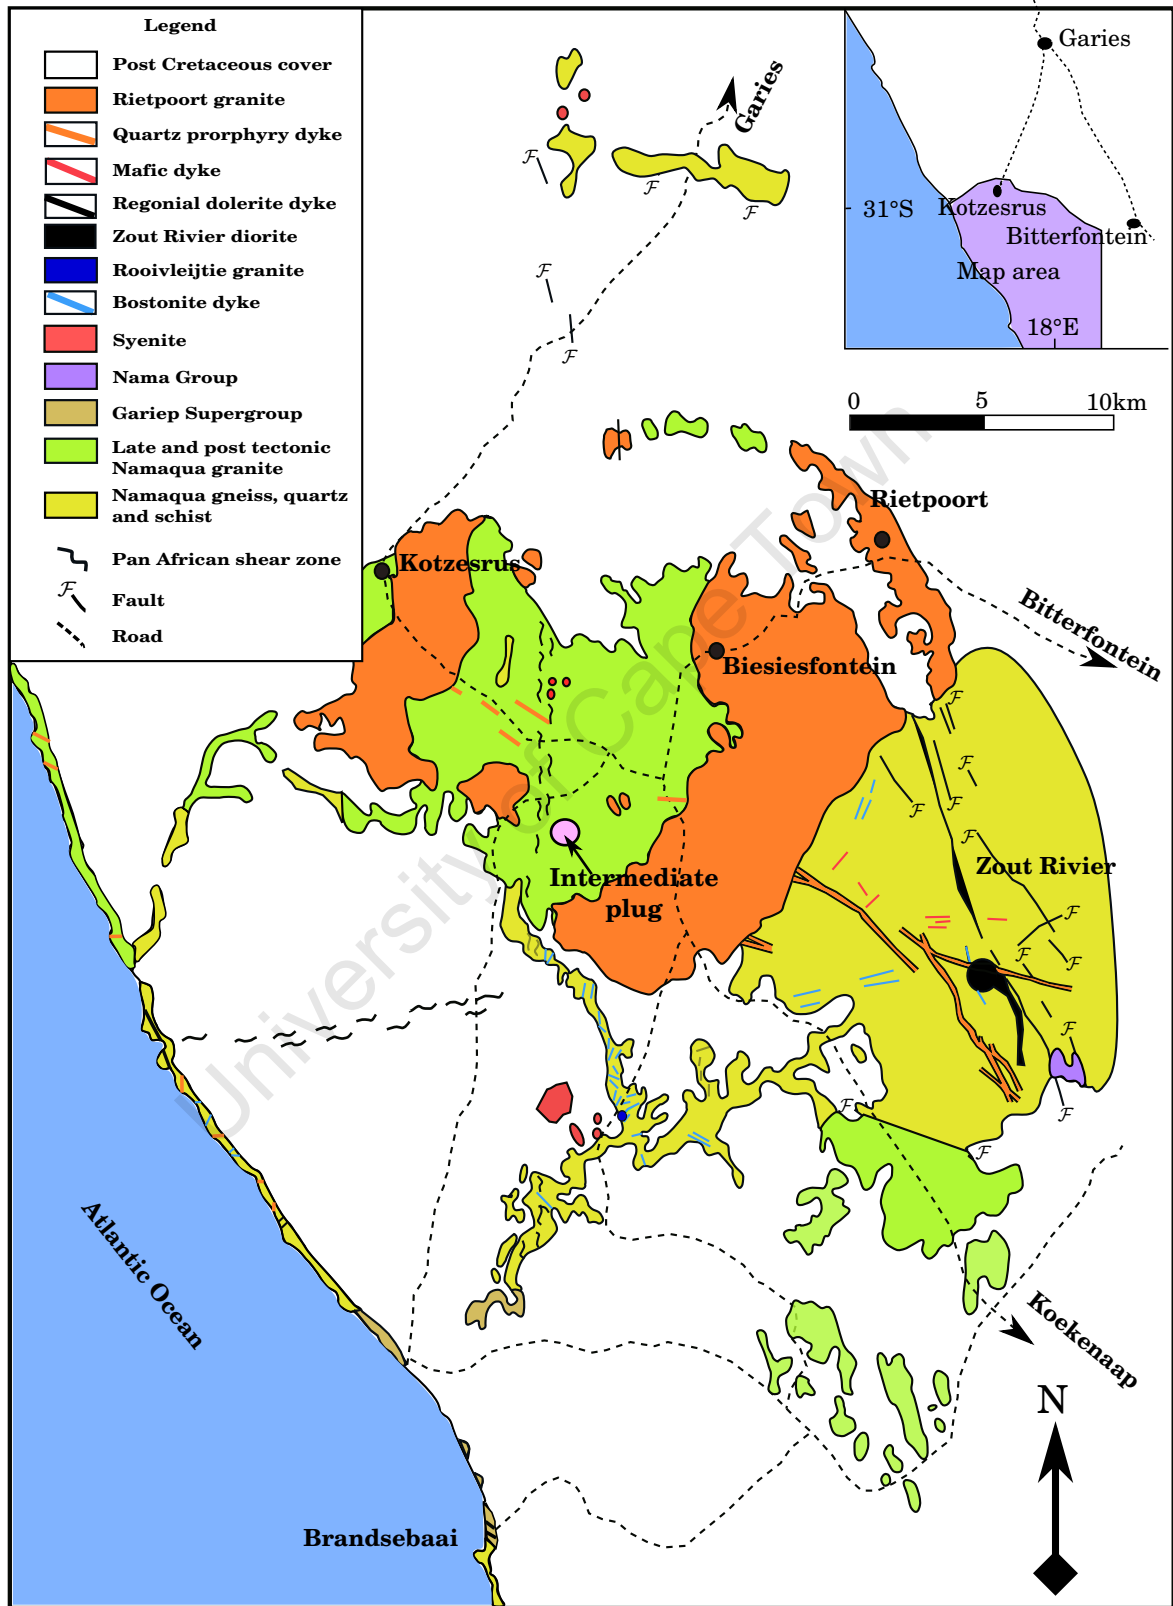 Legend
Post Cretaceous cover
Rietpoort granite
Quartz prorphyry dyke
Mafic dyke
Regonial dolerite dyke
Zout Rivier diorite
Rooivleijtie granite
Bostonite dyke
Syenite
Nama Group
Gariep Supergroup
Late and post tectonic
Namaqua granite
Namaqua gneiss, quartz
and schist
Pan African shear zone
F
Fault
Road
Garies
Garies
31°S
Kotzesrus
Bitterfontein
Map area
18°E
0 5 10km
F
F
F
F
F
Rietpoort
Kotzesrus
Bitterfontein
Biesiesfontein
F
F
F
F
F
Zout Rivier
Intermediate
plug
F
F
F
F
F
F
F
Atlantic Ocean
Koekenaap
N
Brandsebaai
University of Cape Town